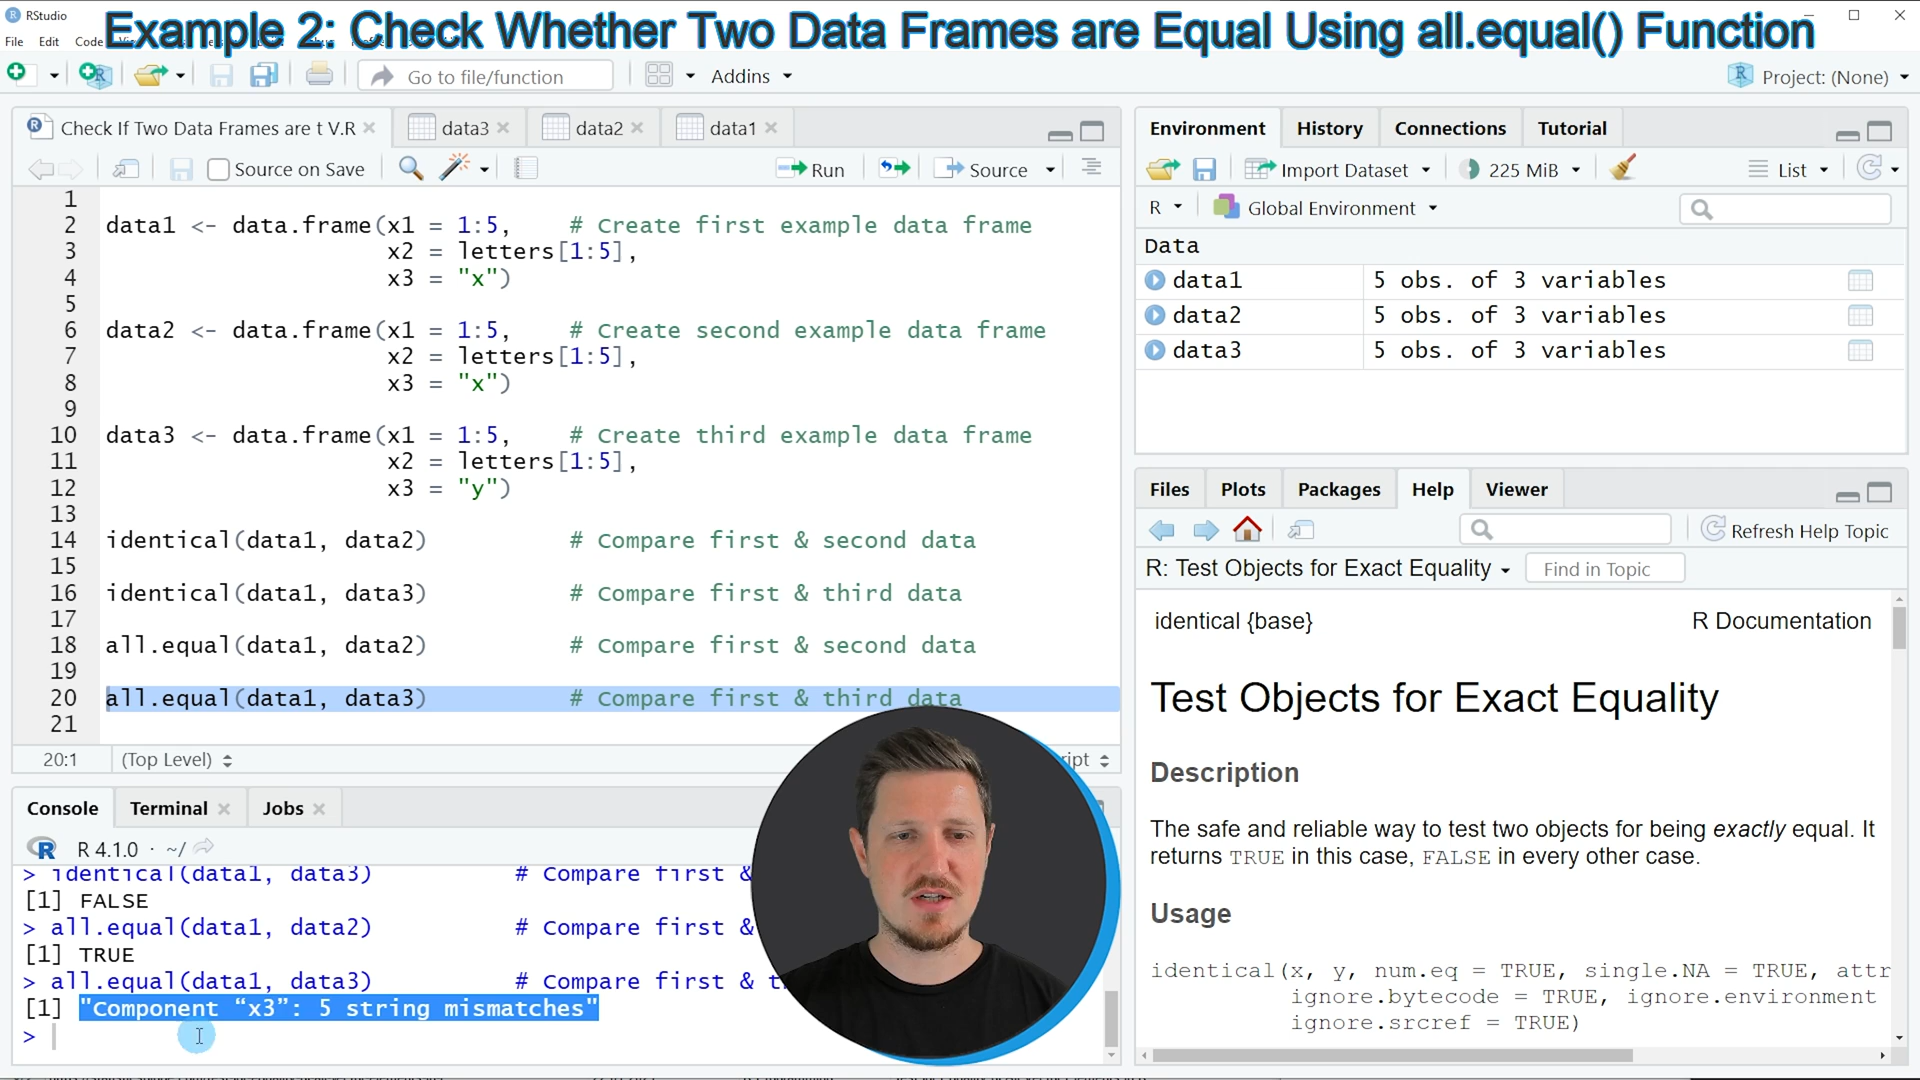 RStudio
Example 2: Check Whether Two Data Frames are Equal Using all.equal() Function
File Edit Code
Go to file/function
Addins
Project: (None)
Check If Two Data Frames are t V.R
data3
data2
data1
Source on Save
Run
Source
1
2 data1 <- data.frame(x1 = 1:5, # Create first example data frame
3 x2 = letters[1:5],
4 x3 = "x")
5
6 data2 <- data.frame(x1 = 1:5, # Create second example data frame
7 x2 = letters[1:5],
8 x3 = "x")
9
10 data3 <- data.frame(x1 = 1:5, # Create third example data frame
11 x2 = letters[1:5],
12 x3 = "y")
13
14 identical(data1, data2) # Compare first & second data
15
16 identical(data1, data3) # Compare first & third data
17
18 all.equal(data1, data2) # Compare first & second data
19
20 all.equal(data1, data3) # Compare first & third data
21
20:1 (Top Level) ipt
Console Terminal Jobs
R 4.1.0 · ~/
> identical(data1, data3) # Compare first &
[1] FALSE
> all.equal(data1, data2) # Compare first &
[1] TRUE
> all.equal(data1, data3) # Compare first & t
[1] "Component “x3”: 5 string mismatches"
>
Environment History Connections Tutorial
Import Dataset 225 MiB List
R Global Environment
Data
data1 5 obs. of 3 variables
data2 5 obs. of 3 variables
data3 5 obs. of 3 variables
Files Plots Packages Help Viewer
Refresh Help Topic
R: Test Objects for Exact Equality Find in Topic
identical {base} R Documentation
Test Objects for Exact Equality
Description
The safe and reliable way to test two objects for being exactly equal. It
returns TRUE in this case, FALSE in every other case.
Usage
identical(x, y, num.eq = TRUE, single.NA = TRUE, attr
ignore.bytecode = TRUE, ignore.environment
ignore.srcref = TRUE)